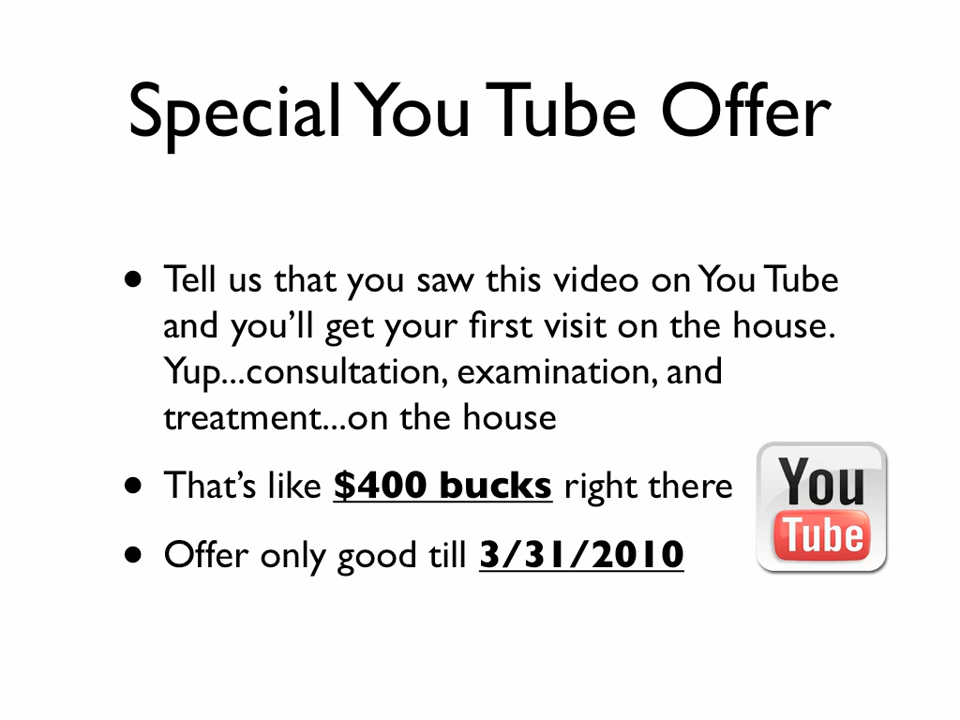 Special You Tube Offer
• Tell us that you saw this video on You Tube
and you’ll get your first visit on the house.
Yup...consultation, examination, and
treatment...on the house
• That’s like $400 bucks right there
• Offer only good till 3/31/2010
You
Tube